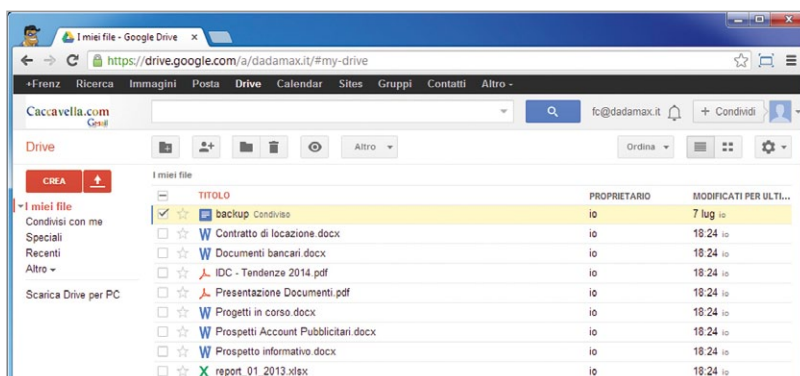 I miei file - Google Drive
https://drive.google.com/a/dadamax.it/#my-drive
+Frenz Ricerca Immagini Posta Drive Calendar Sites Gruppi Contatti Altro
Caccavella.com fc@dadamax.it + Condividi
Gmail
Drive Altro Ordina
CREA
I miei file
TITOLO PROPRIETARIO MODIFICATI PER ULTI...
I miei file
Condivisi con me
Speciali
Recenti
Altro
Scarica Drive per PC
backup Condiviso io 7 lug io
Contratto di locazione.docx io 18:24 io
Documenti bancari.docx io 18:24 io
IDC - Tendenze 2014.pdf io 18:24 io
Presentazione Documenti.pdf io 18:24 io
Progetti in corso.docx io 18:24 io
Prospetti Account Pubblicitari.docx io 18:24 io
Prospetto informativo.docx io 18:24 io
report_01_2013.xlsx io 18:24 io